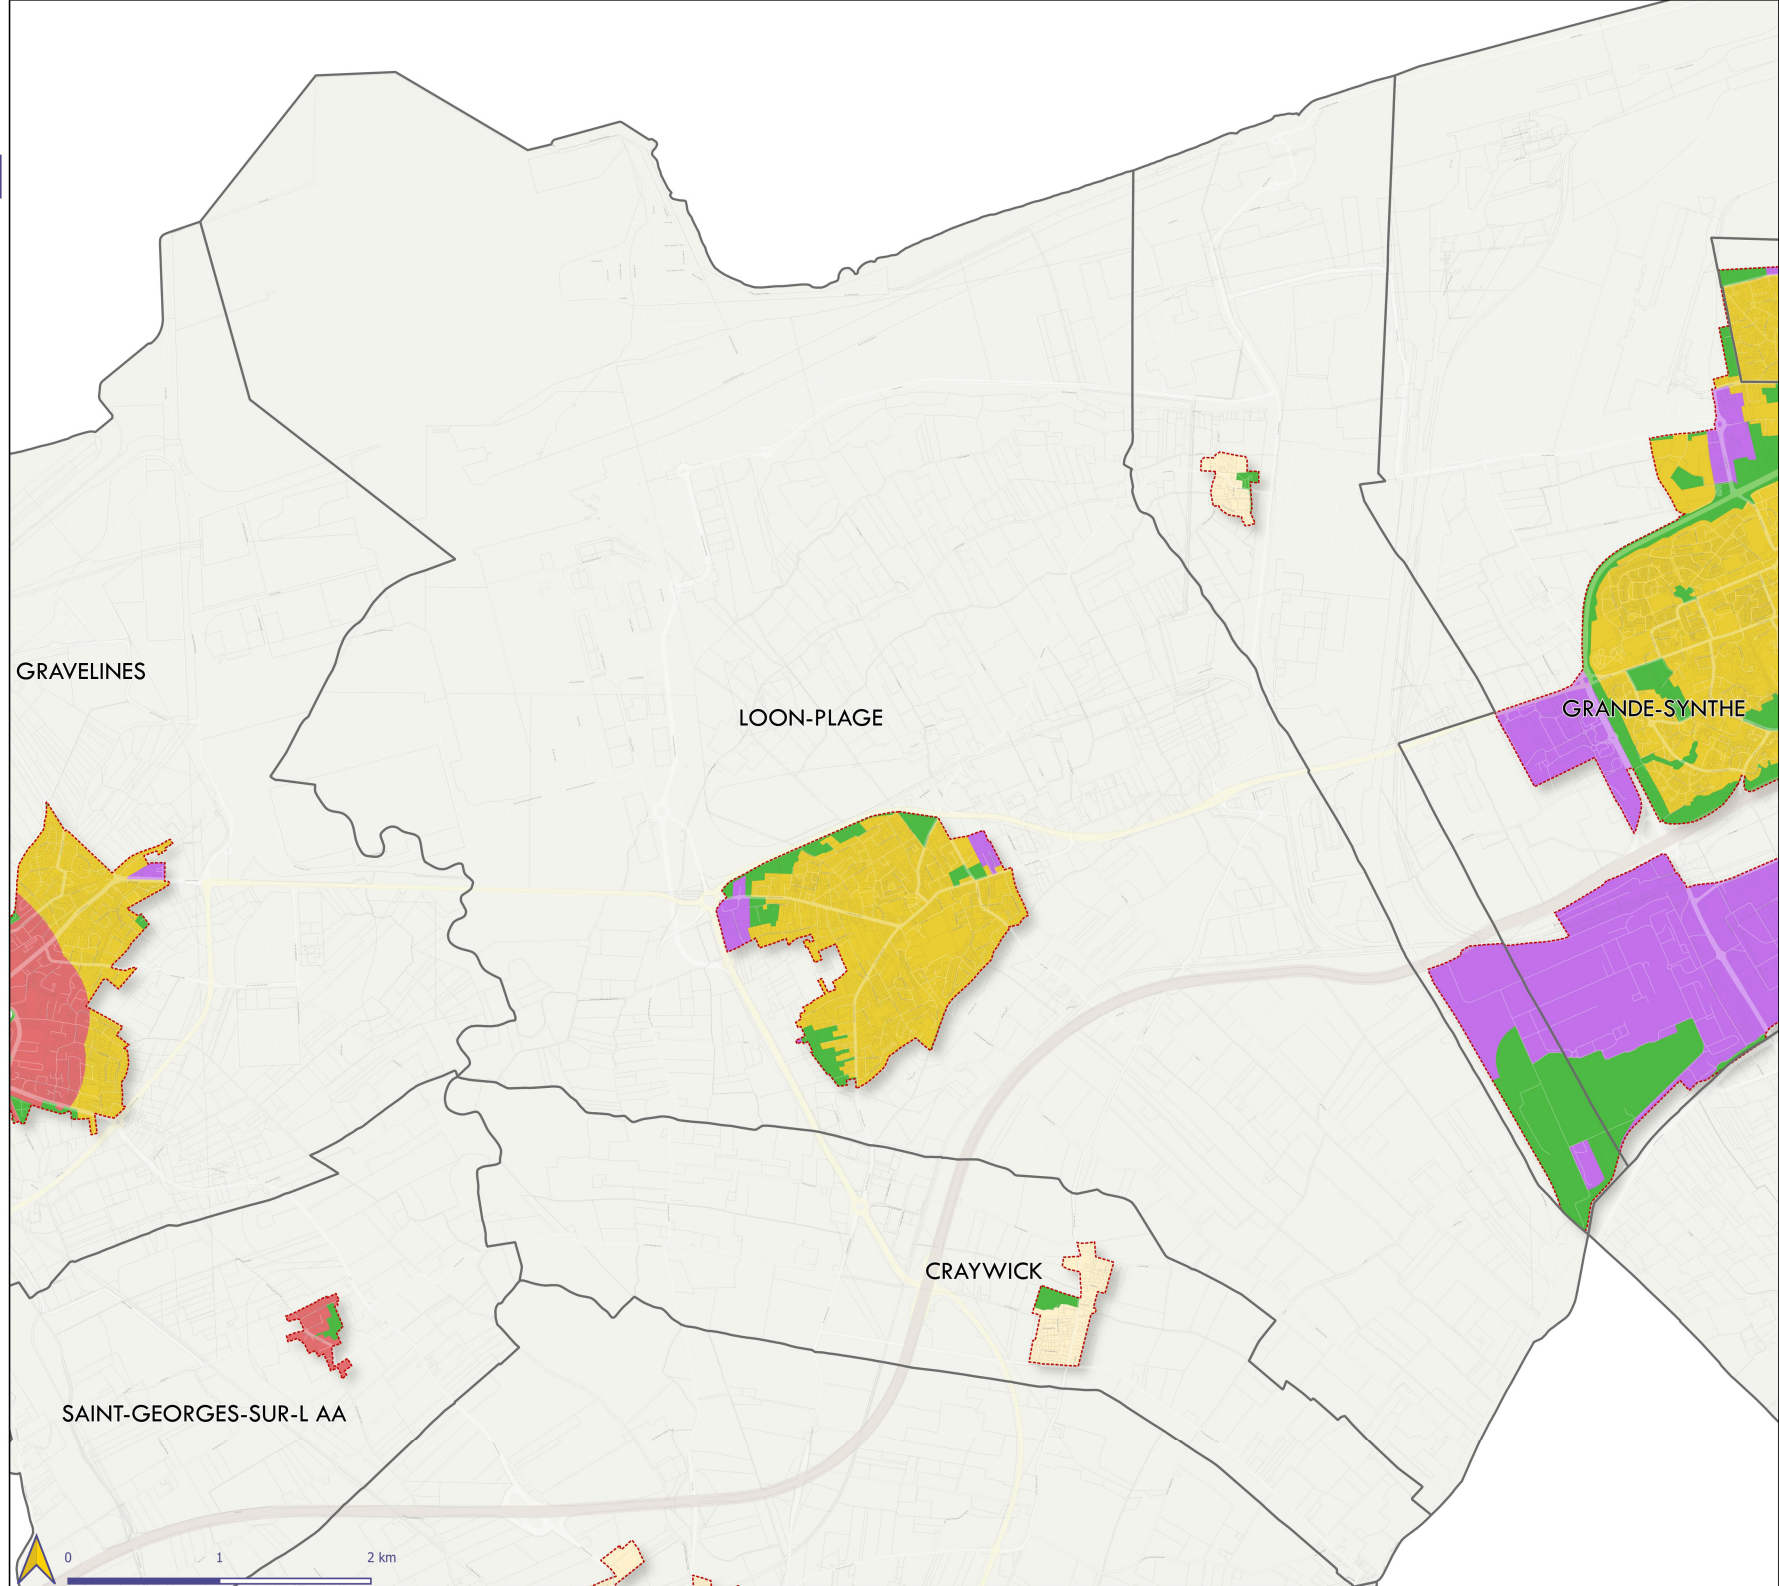 GRAVELINES
LOON-PLAGE
GRANDE-SYNTHE
CRAYWICK
SAINT-GEORGES-SUR-L AA
0 1 2 km